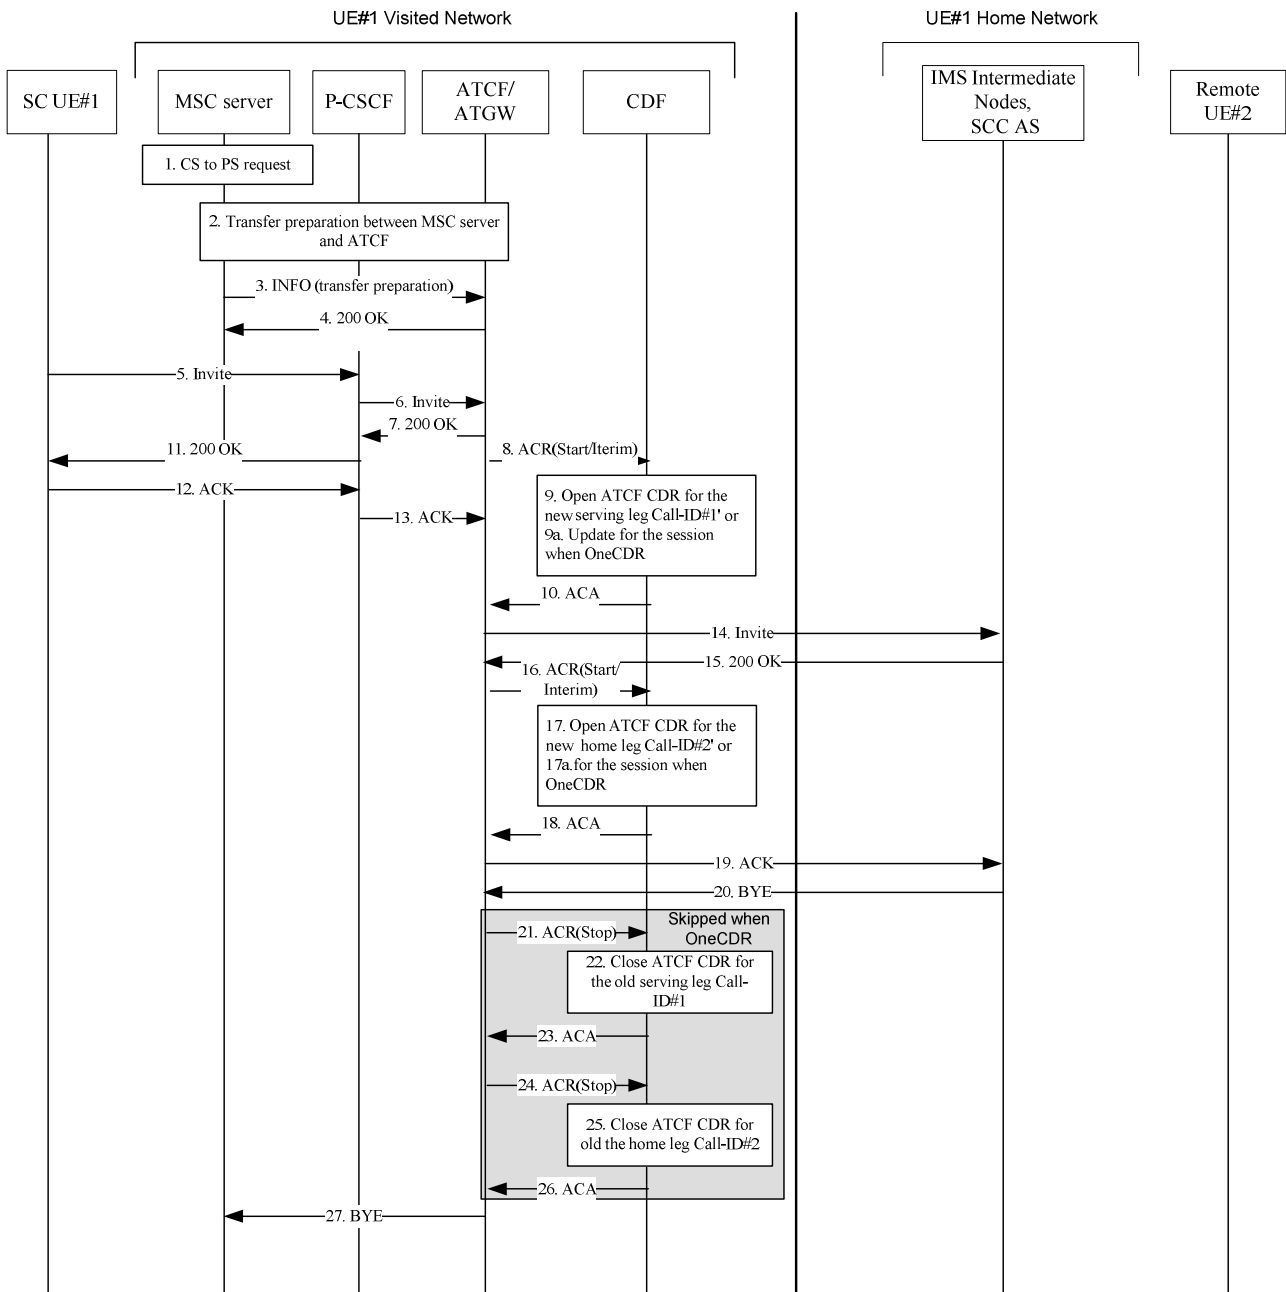 UE#1 Visited Network
UE#1 Home Network
SC UE#1
MSC server
P-CSCF
ATCF/
ATGW
CDF
IMS Intermediate
Nodes,
SCC AS
Remote
UE#2
1. CS to PS request
2. Transfer preparation between MSC server
and ATCF
3. INFO (transfer preparation)
4. 200 OK
5. Invite
6. Invite
7. 200 OK
11. 200 OK
8. ACR(Start/Iterim)
12. ACK
9. Open ATCF CDR for the
new serving leg Call-ID#1' or
9a. Update for the session
when OneCDR
13. ACK
10. ACA
14. Invite
15. 200 OK
16. ACR(Start/
Interim)
17. Open ATCF CDR for the
new home leg Call-ID#2' or
17a.for the session when
OneCDR
18. ACA
19. ACK
20. BYE
Skipped when
OneCDR
21. ACR(Stop)
22. Close ATCF CDR for
the old serving leg Call-
ID#1
23. ACA
24. ACR(Stop)
25. Close ATCF CDR for
old the home leg Call-ID#2
26. ACA
27. BYE